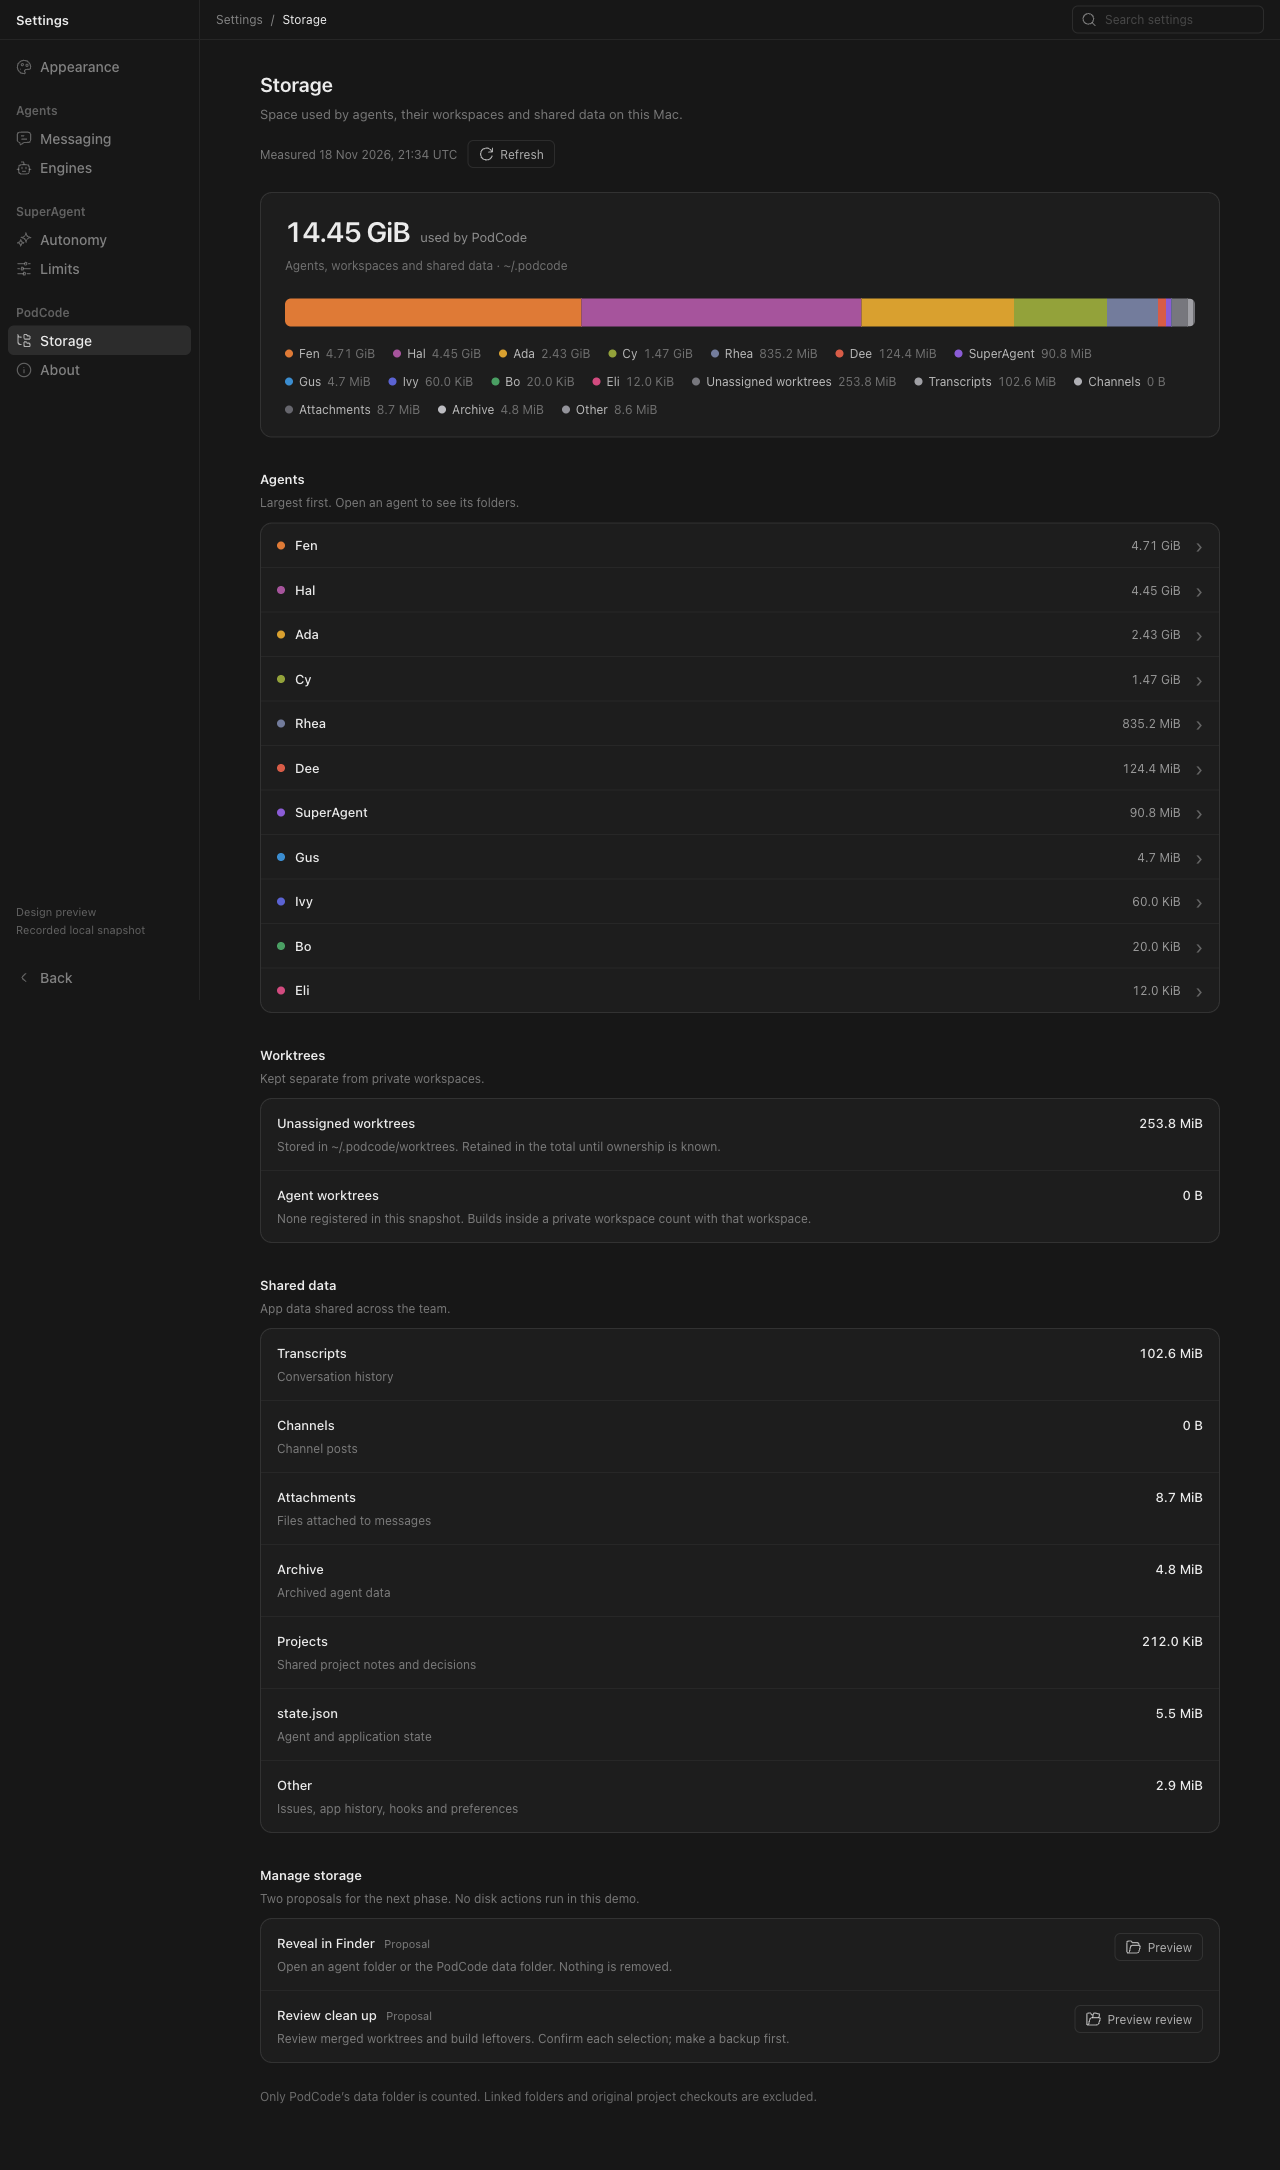 Settings
Settings / Storage
Search settings
Appearance
Agents
Messaging
Engines
SuperAgent
Autonomy
Limits
PodCode
Storage
About
Design preview
Recorded local snapshot
Back
Storage
Space used by agents, their workspaces and shared data on this Mac.
Measured 18 Nov 2026, 21:34 UTC Refresh
14.45 GiB used by PodCode
Agents, workspaces and shared data · ~/.podcode
Fen 4.71 GiB Hal 4.45 GiB Ada 2.43 GiB Cy 1.47 GiB Rhea 835.2 MiB Dee 124.4 MiB SuperAgent 90.8 MiB
Gus 4.7 MiB Ivy 60.0 KiB Bo 20.0 KiB Eli 12.0 KiB Unassigned worktrees 253.8 MiB Transcripts 102.6 MiB Channels 0 B
Attachments 8.7 MiB Archive 4.8 MiB Other 8.6 MiB
Agents
Largest first. Open an agent to see its folders.
Fen 4.71 GiB
Hal 4.45 GiB
Ada 2.43 GiB
Cy 1.47 GiB
Rhea 835.2 MiB
Dee 124.4 MiB
SuperAgent 90.8 MiB
Gus 4.7 MiB
Ivy 60.0 KiB
Bo 20.0 KiB
Eli 12.0 KiB
Worktrees
Kept separate from private workspaces.
Unassigned worktrees 253.8 MiB
Stored in ~/.podcode/worktrees. Retained in the total until ownership is known.
Agent worktrees 0 B
None registered in this snapshot. Builds inside a private workspace count with that workspace.
Shared data
App data shared across the team.
Transcripts 102.6 MiB
Conversation history
Channels 0 B
Channel posts
Attachments 8.7 MiB
Files attached to messages
Archive 4.8 MiB
Archived agent data
Projects 212.0 KiB
Shared project notes and decisions
state.json 5.5 MiB
Agent and application state
Other 2.9 MiB
Issues, app history, hooks and preferences
Manage storage
Two proposals for the next phase. No disk actions run in this demo.
Reveal in Finder Proposal Preview
Open an agent folder or the PodCode data folder. Nothing is removed.
Review clean up Proposal Preview review
Review merged worktrees and build leftovers. Confirm each selection; make a backup first.
Only PodCode's data folder is counted. Linked folders and original project checkouts are excluded.